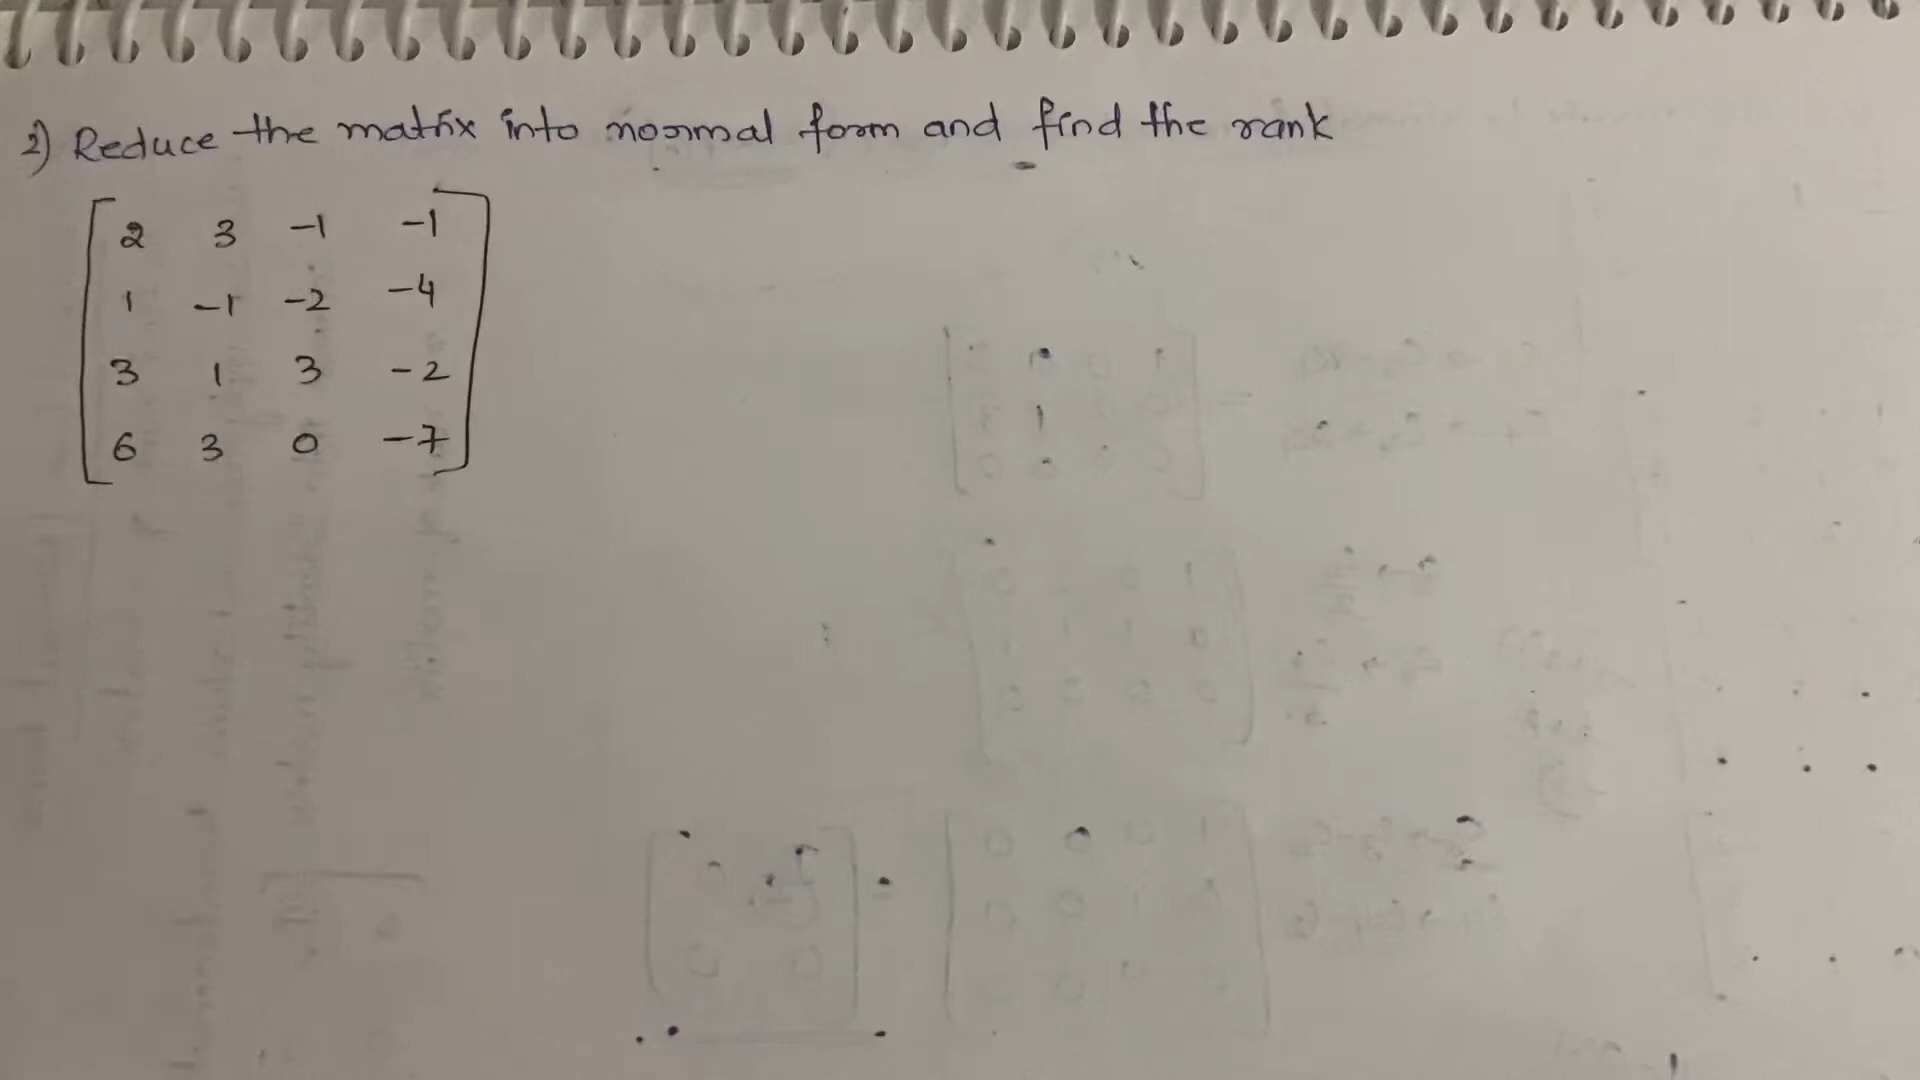 2) Reduce the matrix into normal form and find the rank
2 3 -1 -1
1 -1 -2 -4
3 1 3 -2
6 3 0 -7